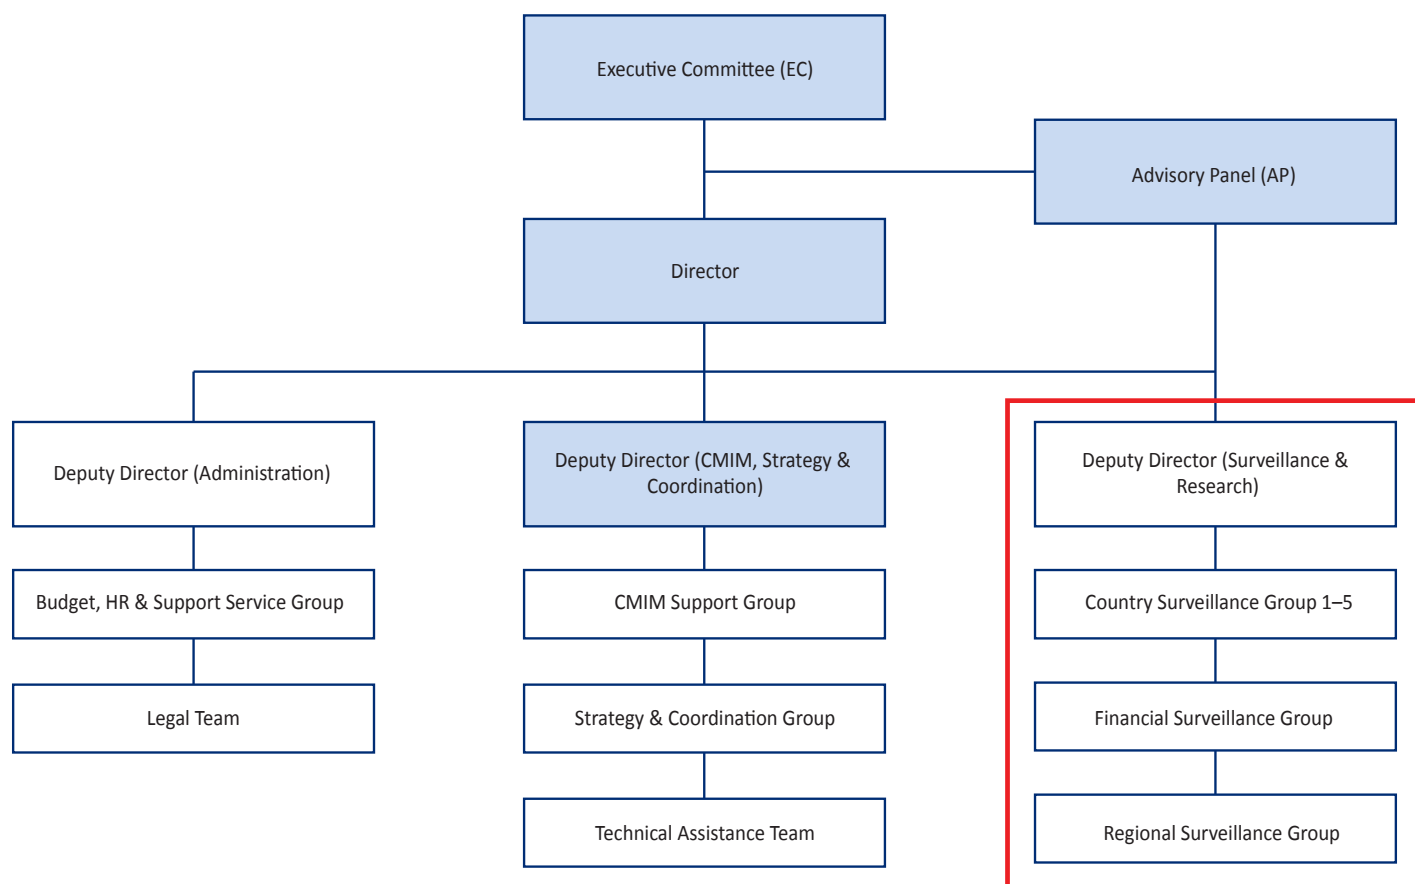 Executive Committee (EC)
Advisory Panel (AP)
Director
Deputy Director (Administration)
Deputy Director (CMIM, Strategy &
Coordination)
Deputy Director (Surveillance &
Research)
Budget, HR & Support Service Group
CMIM Support Group
Country Surveillance Group 1–5
Legal Team
Strategy & Coordination Group
Financial Surveillance Group
Technical Assistance Team
Regional Surveillance Group